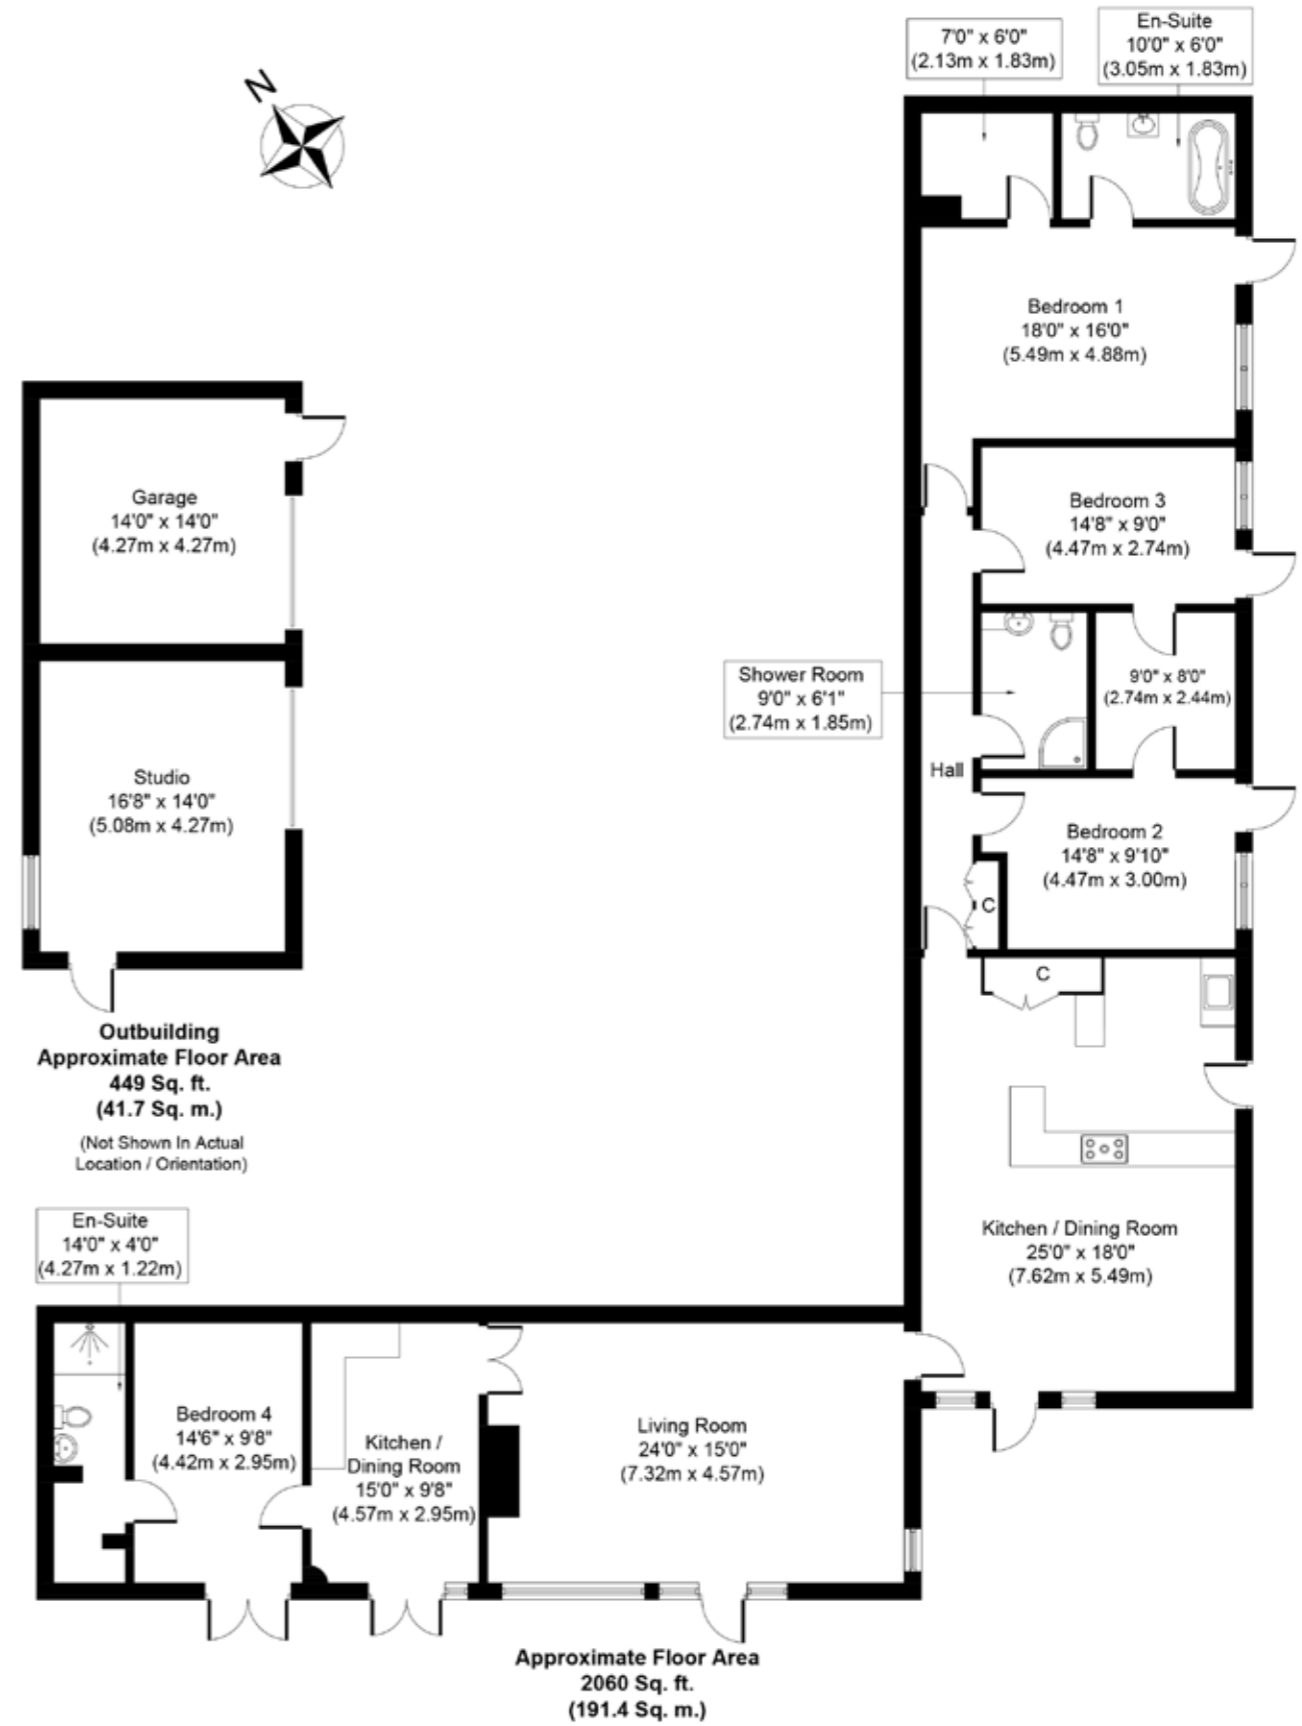 7'0" x 6'0"
(2.13m x 1.83m)
En-Suite
10'0" x 6'0"
(3.05m x 1.83m)
N
Bedroom 1
18'0" x 16'0"
(5.49m x 4.88m)
Garage
14'0" x 14'0"
(4.27m x 4.27m)
Bedroom 3
14'8" x 9'0"
(4.47m x 2.74m)
Shower Room
9'0" x 6'1"
(2.74m x 1.85m)
9'0" x 8'0"
(2.74m x 2.44m)
Hall
Studio
16'8" x 14'0"
(5.08m x 4.27m)
Bedroom 2
14'8" x 9'10"
(4.47m x 3.00m)
C
C
Outbuilding
Approximate Floor Area
449 Sq. ft.
(41.7 Sq. m.)
(Not Shown In Actual
Location / Orientation)
En-Suite
14'0" x 4'0"
(4.27m x 1.22m)
Kitchen / Dining Room
25'0" x 18'0"
(7.62m x 5.49m)
Bedroom 4
14'6" x 9'8"
(4.42m x 2.95m)
Kitchen /
Dining Room
15'0" x 9'8"
(4.57m x 2.95m)
Living Room
24'0" x 15'0"
(7.32m x 4.57m)
Approximate Floor Area
2060 Sq. ft.
(191.4 Sq. m.)